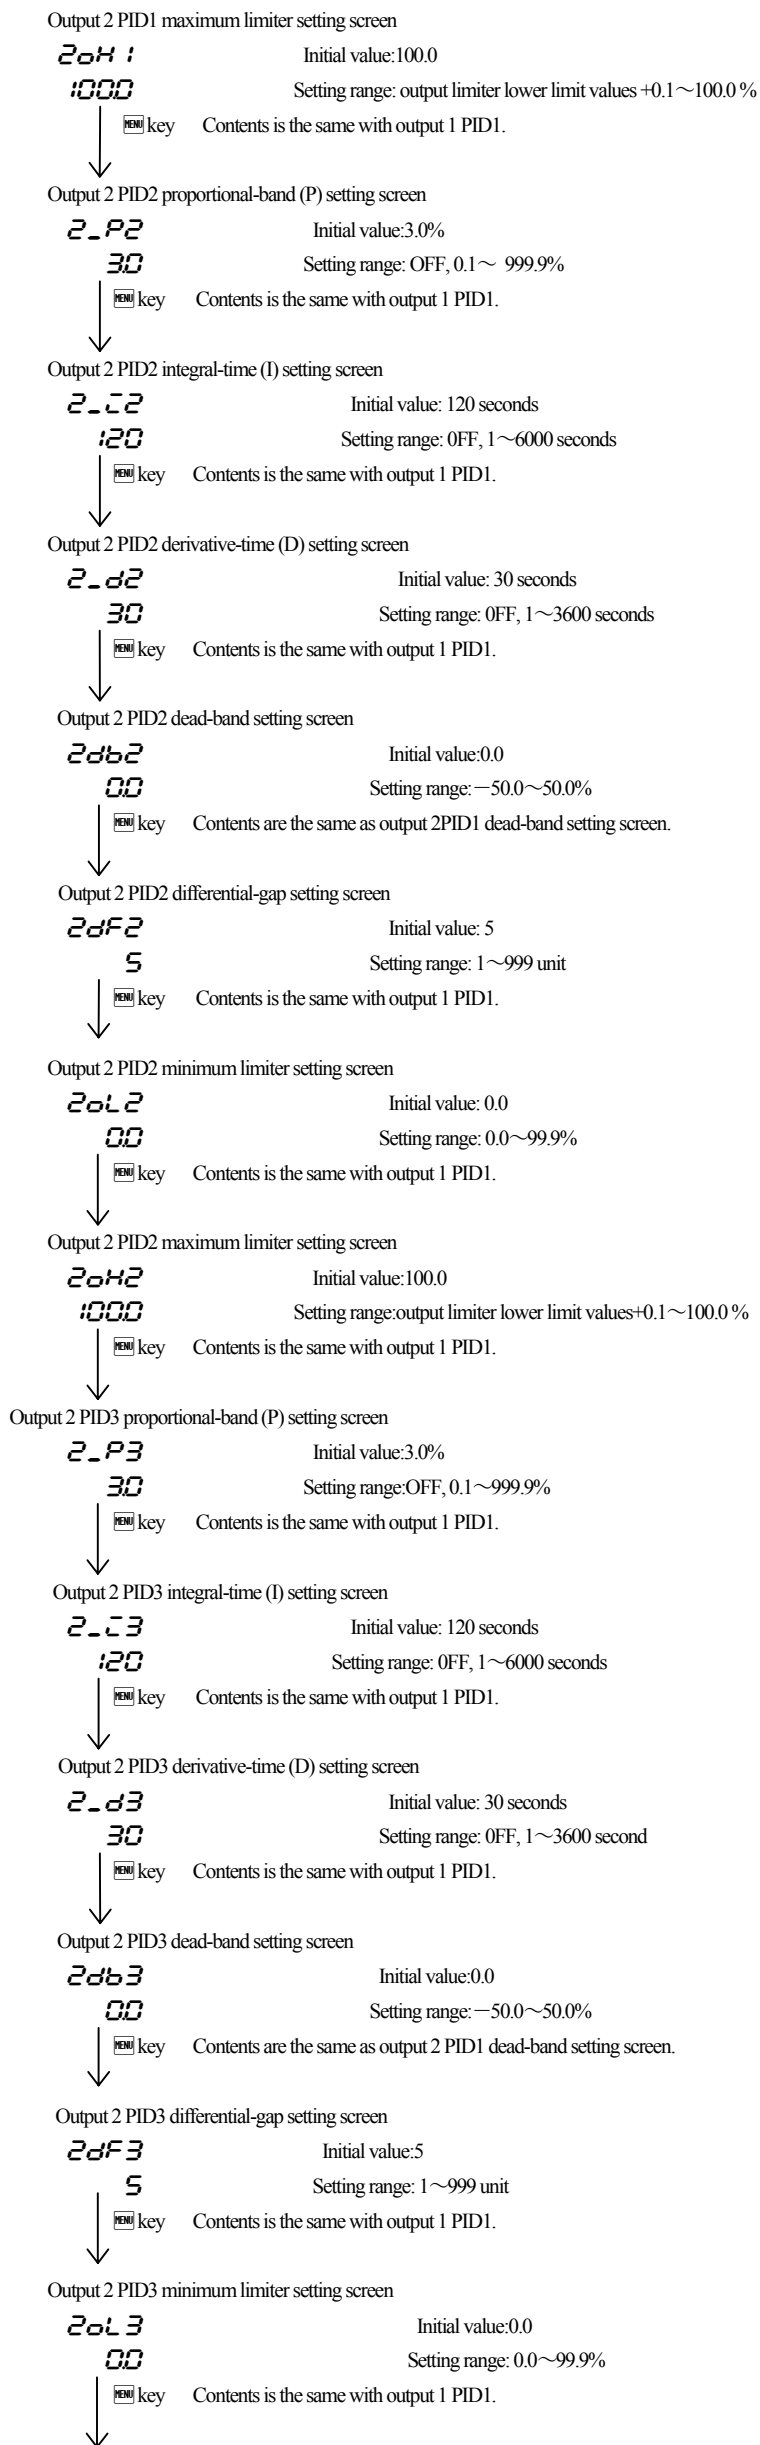 Output 2 PID1 maximum limiter setting screen
2oH1 Initial value:100.0
100.0 Setting range: output limiter lower limit values +0.1～100.0 %
MENU key Contents is the same with output 1 PID1.
Output 2 PID2 proportional-band (P) setting screen
2_P2 Initial value:3.0%
3.0 Setting range: OFF, 0.1～ 999.9%
MENU key Contents is the same with output 1 PID1.
Output 2 PID2 integral-time (I) setting screen
2_i2 Initial value: 120 seconds
120 Setting range: 0FF, 1～6000 seconds
MENU key Contents is the same with output 1 PID1.
Output 2 PID2 derivative-time (D) setting screen
2_d2 Initial value: 30 seconds
30 Setting range: 0FF, 1～3600 seconds
MENU key Contents is the same with output 1 PID1.
Output 2 PID2 dead-band setting screen
2db2 Initial value:0.0
0.0 Setting range:－50.0～50.0%
MENU key Contents are the same as output 2PID1 dead-band setting screen.
Output 2 PID2 differential-gap setting screen
2dF2 Initial value: 5
5 Setting range: 1～999 unit
MENU key Contents is the same with output 1 PID1.
Output 2 PID2 minimum limiter setting screen
2oL2 Initial value: 0.0
0.0 Setting range: 0.0～99.9%
MENU key Contents is the same with output 1 PID1.
Output 2 PID2 maximum limiter setting screen
2oH2 Initial value:100.0
100.0 Setting range:output limiter lower limit values+0.1～100.0 %
MENU key Contents is the same with output 1 PID1.
Output 2 PID3 proportional-band (P) setting screen
2_P3 Initial value:3.0%
3.0 Setting range:OFF, 0.1～999.9%
MENU key Contents is the same with output 1 PID1.
Output 2 PID3 integral-time (I) setting screen
2_i3 Initial value: 120 seconds
120 Setting range: 0FF, 1～6000 seconds
MENU key Contents is the same with output 1 PID1.
Output 2 PID3 derivative-time (D) setting screen
2_d3 Initial value: 30 seconds
30 Setting range: 0FF, 1～3600 second
MENU key Contents is the same with output 1 PID1.
Output 2 PID3 dead-band setting screen
2db3 Initial value:0.0
0.0 Setting range:－50.0～50.0%
MENU key Contents are the same as output 2 PID1 dead-band setting screen.
Output 2 PID3 differential-gap setting screen
2dF3 Initial value:5
5 Setting range: 1～999 unit
MENU key Contents is the same with output 1 PID1.
Output 2 PID3 minimum limiter setting screen
2oL3 Initial value:0.0
0.0 Setting range: 0.0～99.9%
MENU key Contents is the same with output 1 PID1.